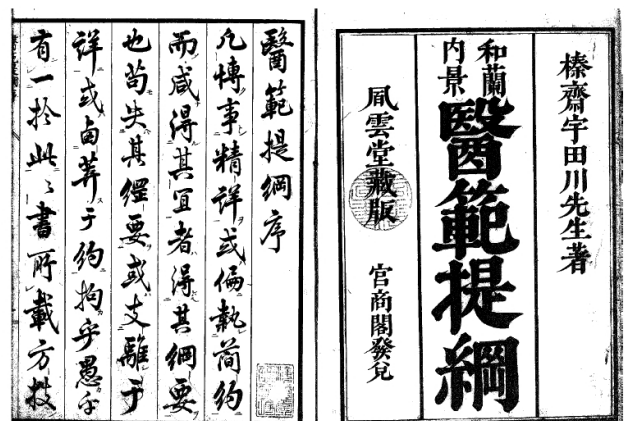 榛齋宇田川先生著
和蘭
内景
醫範提綱
風雲堂藏版
官商閣發兌
醫範提綱序
凡博事精詳或偏執簡約
而咸得其宜者得其綱要
也苟失其綱要或支離于
詳或鹵莽于約拘乎愚乎
有一於此、書所載方技